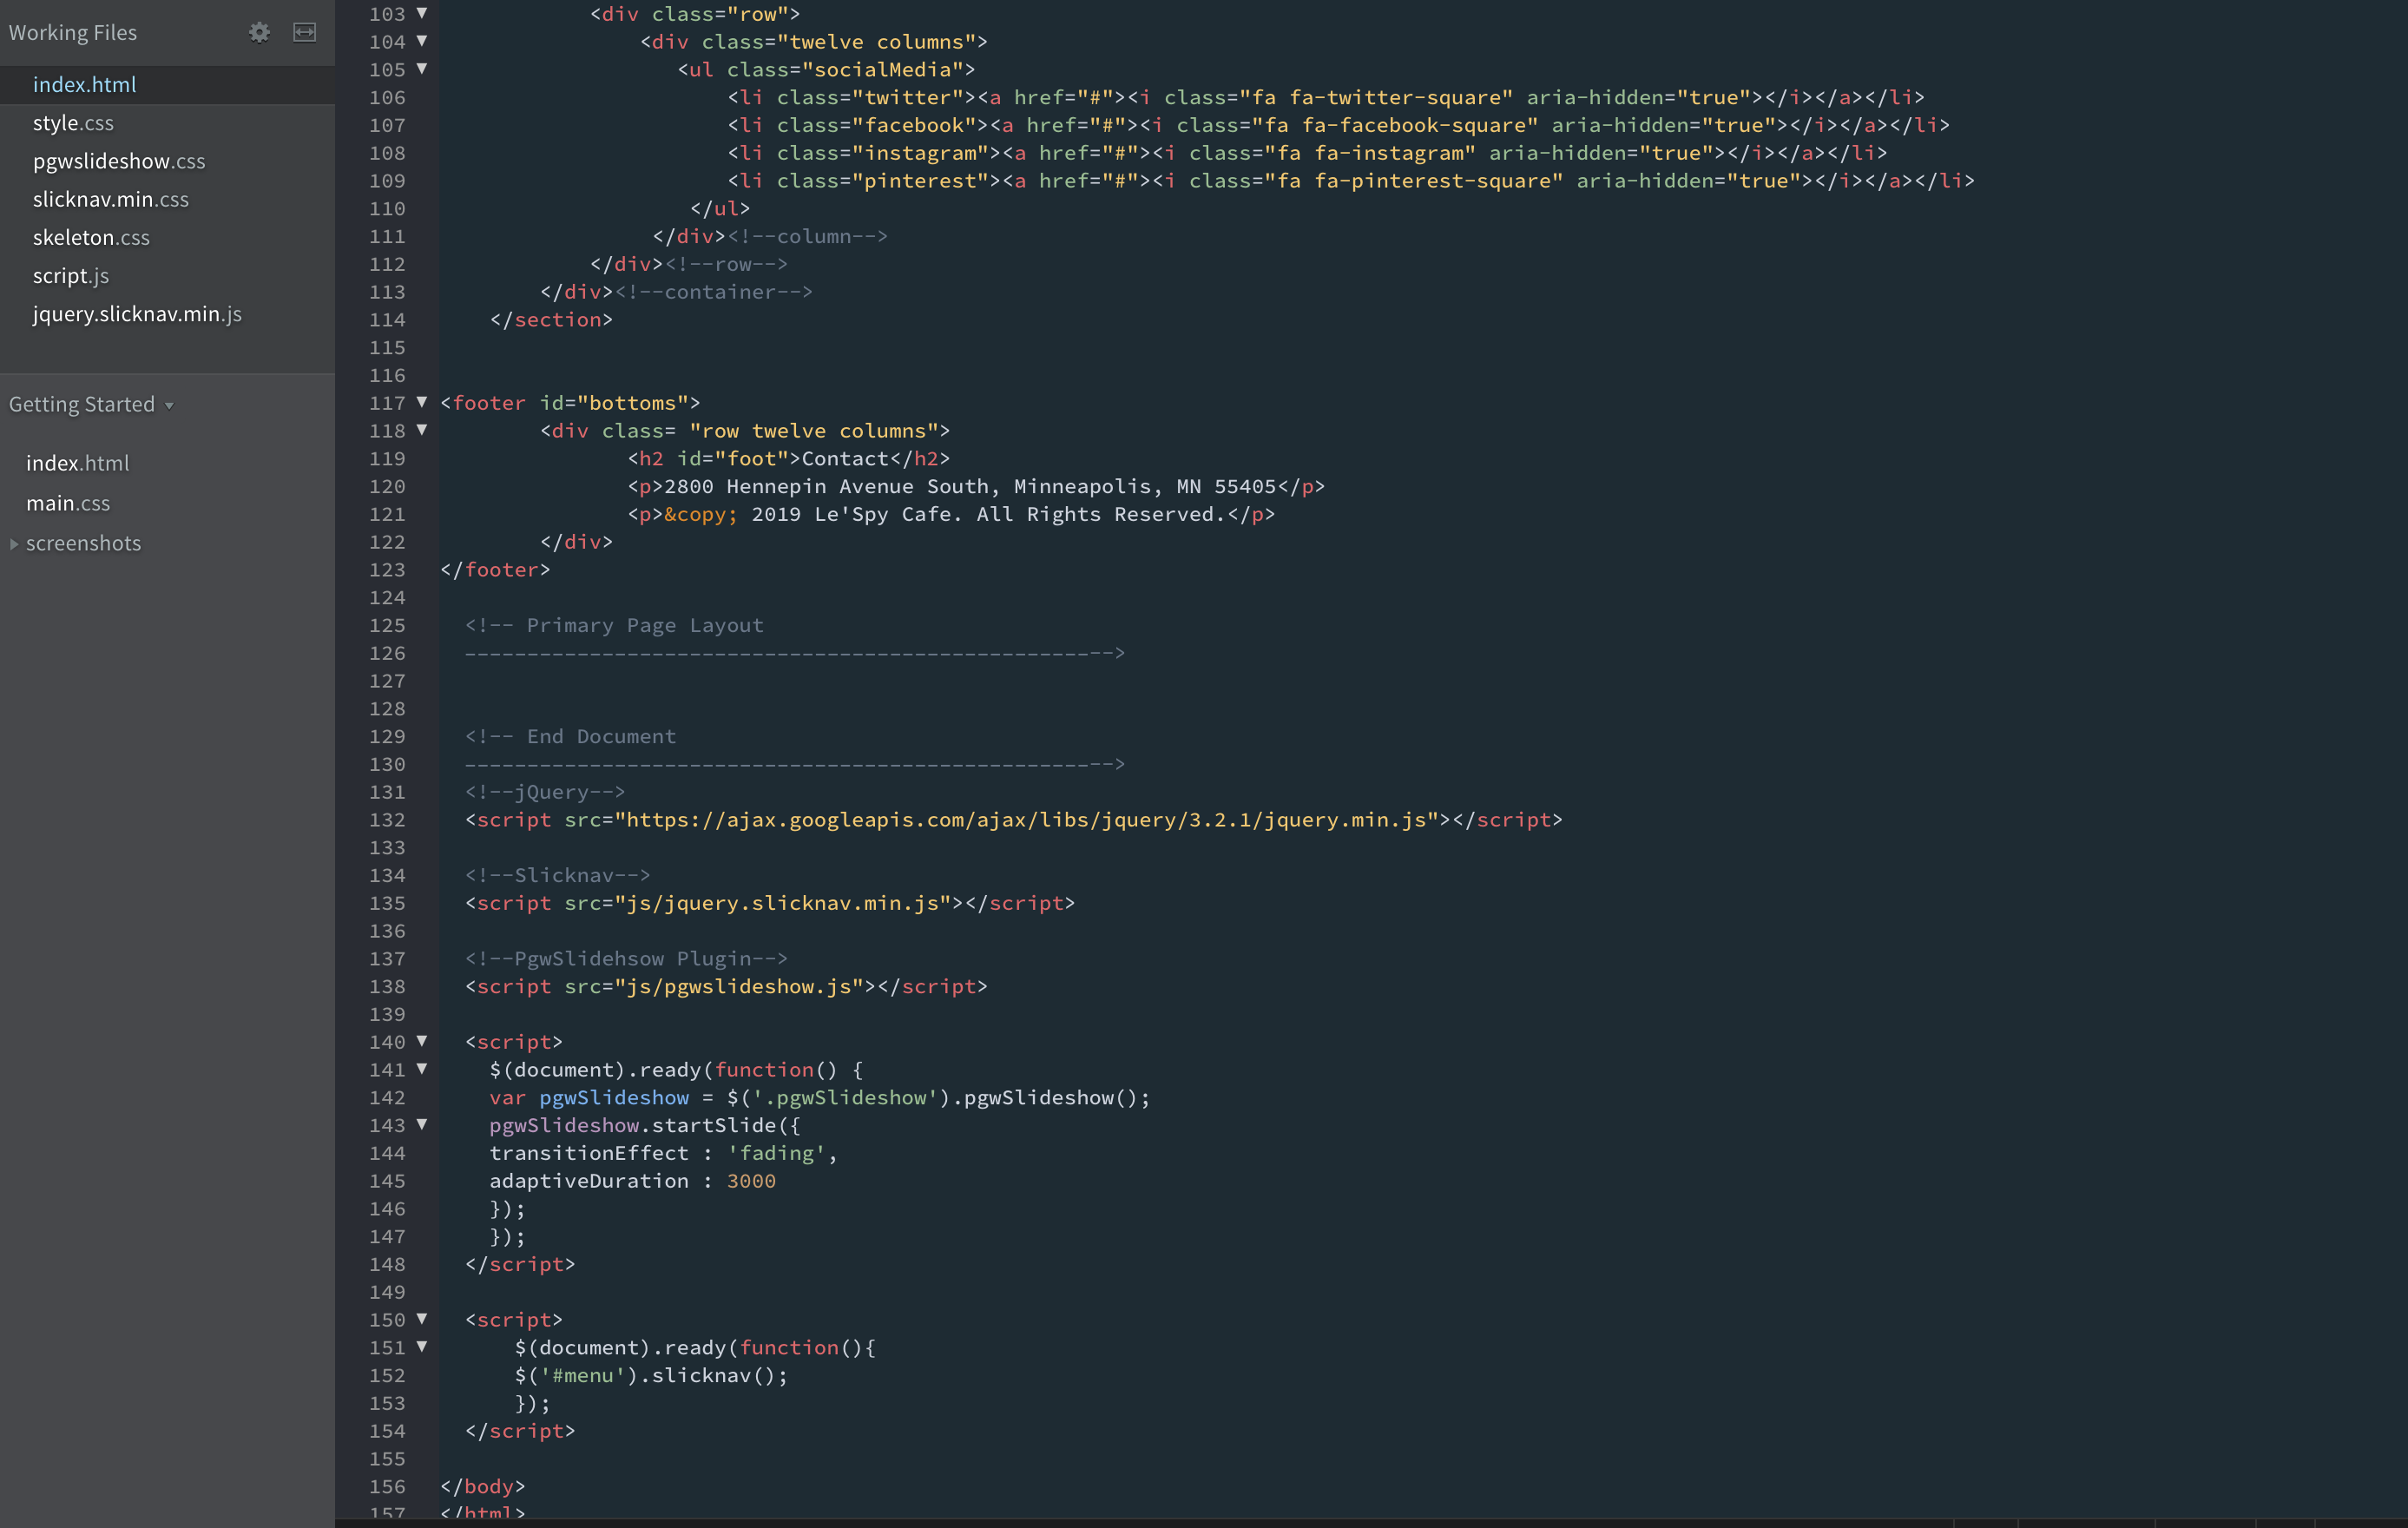 Working Files
index.html
style.css
pgwslideshow.css
slicknav.min.css
skeleton.css
script.js
jquery.slicknav.min.js
Getting Started
index.html
main.css
screenshots
103 <div class="row">
104 <div class="twelve columns">
105 <ul class="socialMedia">
106 <li class="twitter"><a href="#"><i class="fa fa-twitter-square" aria-hidden="true"></i></a></li>
107 <li class="facebook"><a href="#"><i class="fa fa-facebook-square" aria-hidden="true"></i></a></li>
108 <li class="instagram"><a href="#"><i class="fa fa-instagram" aria-hidden="true"></i></a></li>
109 <li class="pinterest"><a href="#"><i class="fa fa-pinterest-square" aria-hidden="true"></i></a></li>
110 </ul>
111 </div><!--column-->
112 </div><!--row-->
113 </div><!--container-->
114 </section>
115
116
117 <footer id="bottoms">
118 <div class= "row twelve columns">
119 <h2 id="foot">Contact</h2>
120 <p>2800 Hennepin Avenue South, Minneapolis, MN 55405</p>
121 <p>&copy; 2019 Le'Spy Cafe. All Rights Reserved.</p>
122 </div>
123 </footer>
124
125 <!-- Primary Page Layout
126 –––––––––––––––––––––––––––––––––––––––––––––––––– -->
127
128
129 <!-- End Document
130 –––––––––––––––––––––––––––––––––––––––––––––––––– -->
131 <!--jQuery-->
132 <script src="https://ajax.googleapis.com/ajax/libs/jquery/3.2.1/jquery.min.js"></script>
133
134 <!--Slicknav-->
135 <script src="js/jquery.slicknav.min.js"></script>
136
137 <!--PgwSlidehsow Plugin-->
138 <script src="js/pgwslideshow.js"></script>
139
140 <script>
141 $(document).ready(function() {
142 var pgwSlideshow = $('.pgwSlideshow').pgwSlideshow();
143 pgwSlideshow.startSlide({
144 transitionEffect : 'fading',
145 adaptiveDuration : 3000
146 });
147 });
148 </script>
149
150 <script>
151 $(document).ready(function(){
152 $('#menu').slicknav();
153 });
154 </script>
155
156 </body>
157 </html>